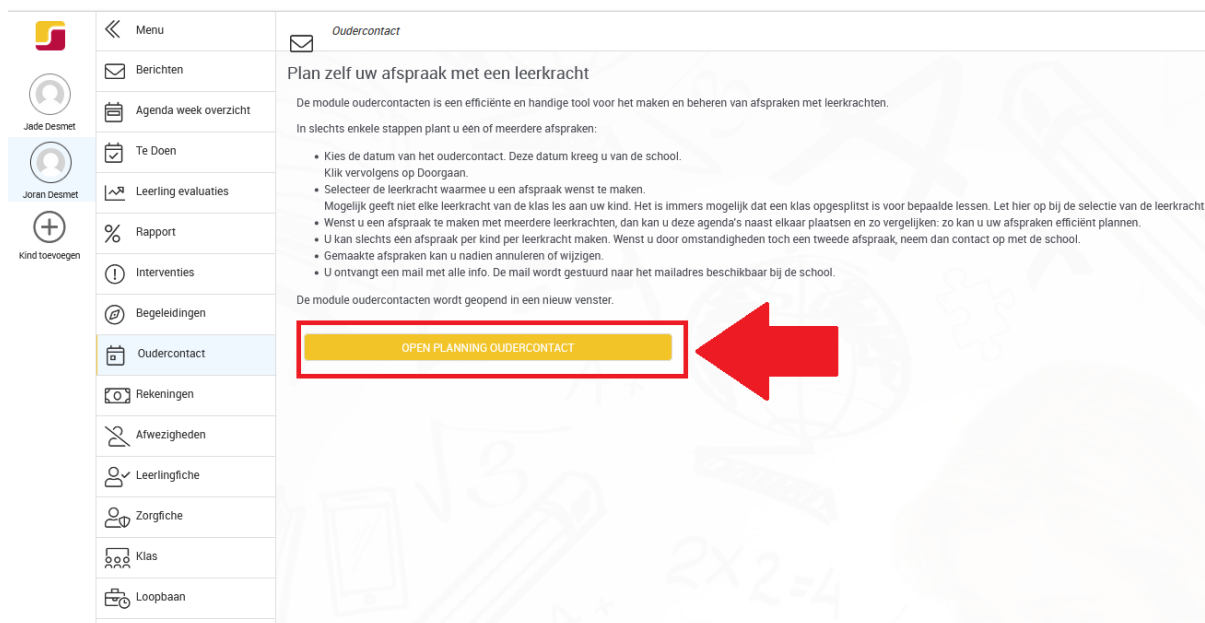 Jade Desmet
Joran Desmet
Kind toevoegen
Menu
Berichten
Agenda week overzicht
Te Doen
Leerling evaluaties
Rapport
Interventies
Begeleidingen
Oudercontact
Rekeningen
Afwezigheden
Leerlingfiche
Zorgfiche
Klas
Loopbaan
Oudercontact
Plan zelf uw afspraak met een leerkracht
De module oudercontacten is een efficiënte en handige tool voor het maken en beheren van afspraken met leerkrachten.
In slechts enkele stappen plant u één of meerdere afspraken:
• Kies de datum van het oudercontact. Deze datum kreeg u van de school.
Klik vervolgens op Doorgaan.
• Selecteer de leerkracht waarmee u een afspraak wenst te maken.
Mogelijk geeft niet elke leerkracht van de klas les aan uw kind. Het is immers mogelijk dat een klas opgesplitst is voor bepaalde lessen. Let hier op bij de selectie van de leerkracht
• Wenst u een afspraak te maken met meerdere leerkrachten, dan kan u deze agenda's naast elkaar plaatsen en zo vergelijken: zo kan u uw afspraken efficiënt plannen.
• U kan slechts één afspraak per kind per leerkracht maken. Wenst u door omstandigheden toch een tweede afspraak, neem dan contact op met de school.
• Gemaakte afspraken kan u nadien annuleren of wijzigen.
• U ontvangt een mail met alle info. De mail wordt gestuurd naar het mailadres beschikbaar bij de school.
De module oudercontacten wordt geopend in een nieuw venster.
OPEN PLANNING OUDERCONTACT
√3
2×2=4
A+